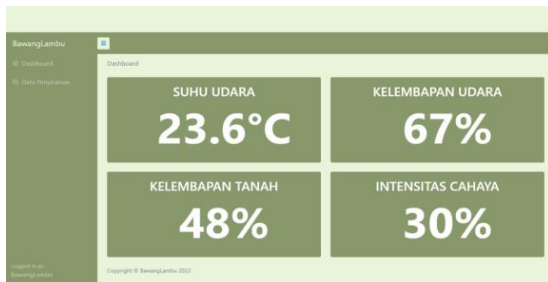 BawangLambu
Dashboard
Data Penyiraman
Dashboard
SUHU UDARA
23.6°C
KELEMBAPAN UDARA
67%
KELEMBAPAN TANAH
48%
INTENSITAS CAHAYA
30%
Logged in as:
BawangLambu
Copyright © BawangLambu 2022